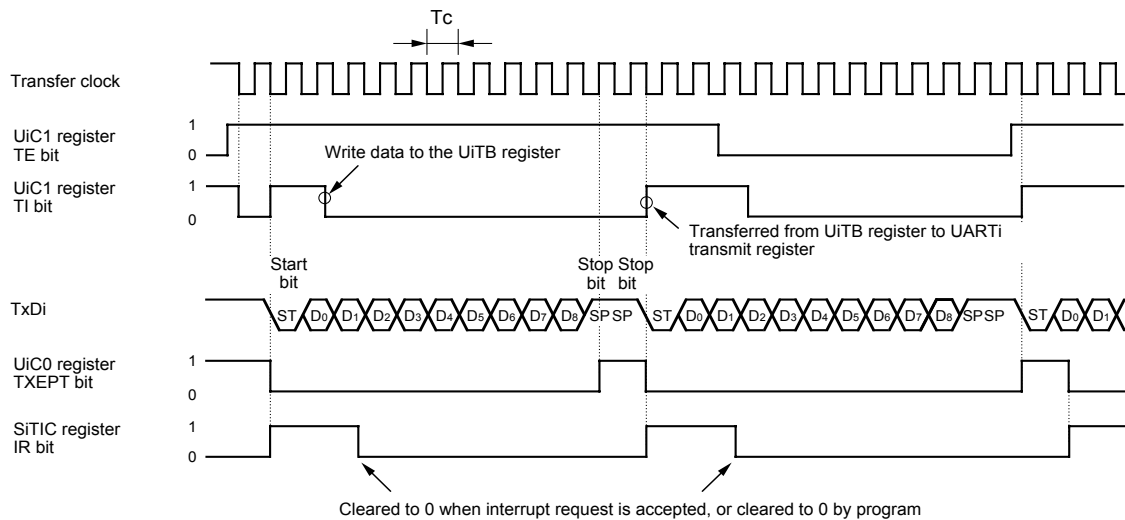 Tc
Transfer clock
UiC1 register
TE bit
1
0
Write data to the UiTB register
UiC1 register
TI bit
1
0
Transferred from UiTB register to UARTi
transmit register
Start
bit
Stop Stop
bit bit
TxDi
ST D0 D1 D2 D3 D4 D5 D6 D7 D8 SP SP ST D0 D1 D2 D3 D4 D5 D6 D7 D8 SP SP ST D0 D1
UiC0 register
TXEPT bit
1
0
SiTIC register
IR bit
1
0
Cleared to 0 when interrupt request is accepted, or cleared to 0 by program